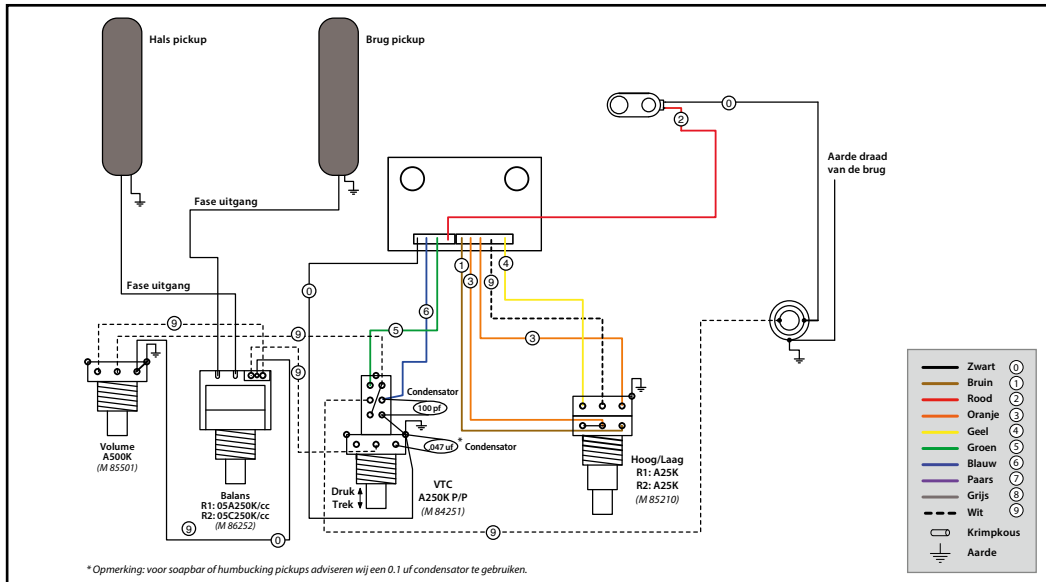 Hals pickup
Brug pickup
0
2
Aarde draad
van de brug
Fase uitgang
Fase uitgang
1
3
9
4
0
6
5
3
9
9
9
Condensator
100 pf
.047 uf
* Condensator
Volume
A500K
(M 85501)
Balans
R1: 05A250K/cc
R2: 05C250K/cc
(M 86252)
Druk
Trek
VTC
A250K P/P
(M 84251)
Hoog/Laag
R1: A25K
R2: A25K
(M 85210)
9
0
9
Zwart 0
Bruin 1
Rood 2
Oranje 3
Geel 4
Groen 5
Blauw 6
Paars 7
Grijs 8
Wit 9
Krimpkous
Aarde
* Opmerking: voor soapbar of humbucking pickups adviseren wij een 0.1 uf condensator te gebruiken.